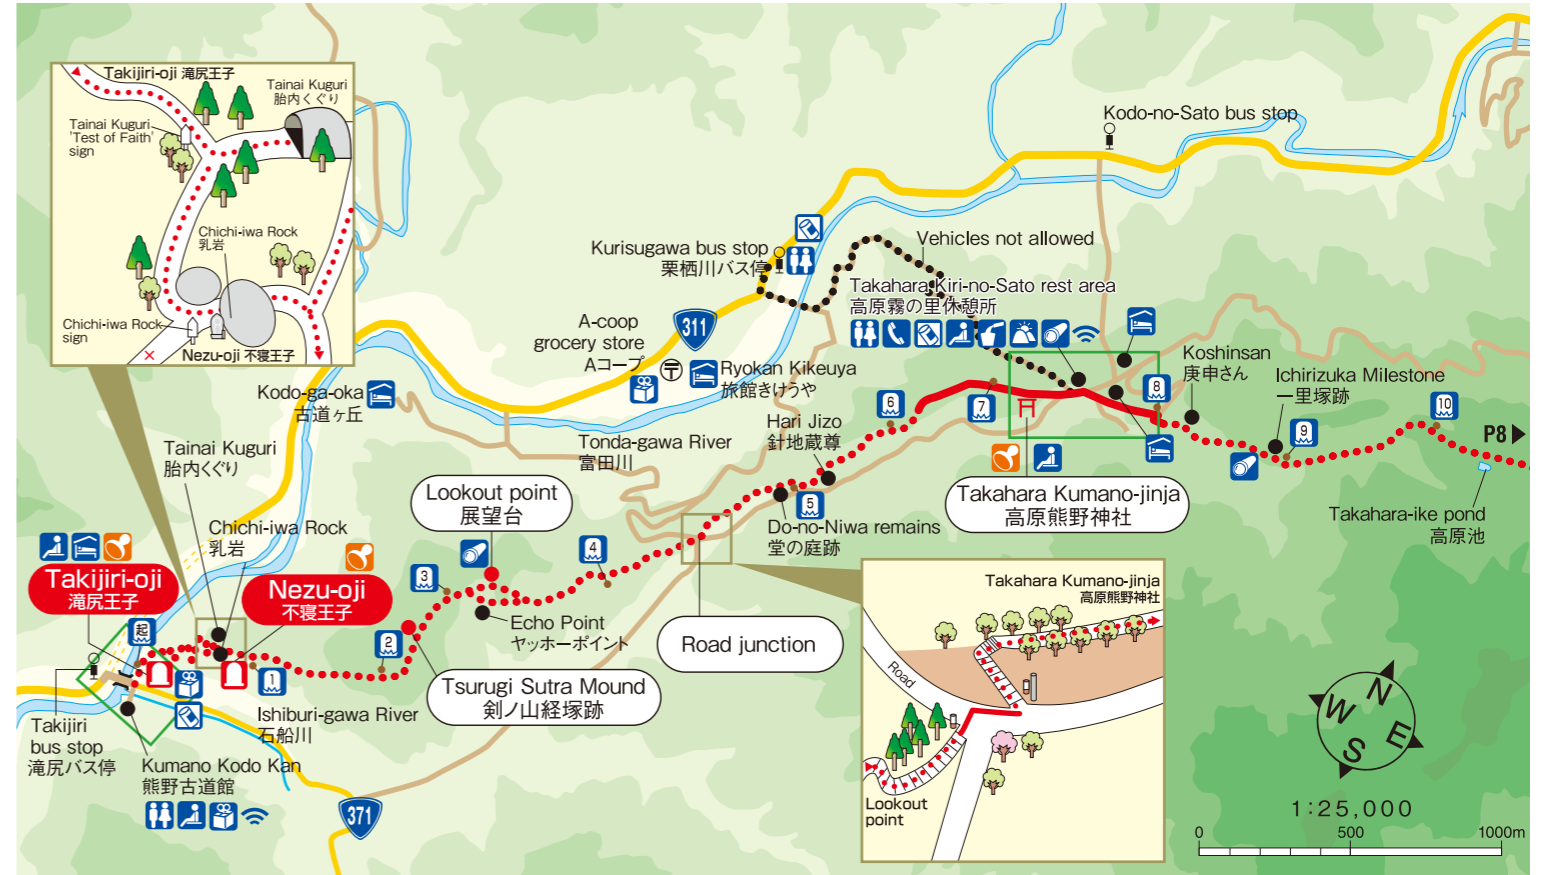 Takijiri-oji 滝尻王子
Tainai Kuguri
胎内くぐり
Tainai Kuguri
'Test of Faith'
sign
Chichi-iwa Rock
乳岩
Chichi-iwa Rock
sign
Nezu-oji 不寝王子
Kodo-no-Sato bus stop
Kurisugawa bus stop
栗栖川バス停
Vehicles not allowed
Takahara Kiri-no-Sato rest area
高原霧の里休憩所
311
A-coop
grocery store
Aコープ
Ryokan Kikeuya
旅館きけうや
Kodo-ga-oka
古道ヶ丘
Tonda-gawa River
富田川
Hari Jizo
針地蔵尊
6
7
8
Koshinsan
庚申さん
Ichirizuka Milestone
一里塚跡
9
10
P8
Takahara-ike pond
高原池
Tainai Kuguri
胎内くぐり
Chichi-iwa Rock
乳岩
Lookout point
展望台
Takahara Kumano-jinja
高原熊野神社
5
Do-no-Niwa remains
堂の庭跡
Takijiri-oji
滝尻王子
Nezu-oji
不寝王子
起
1
2
3
4
Echo Point
ヤッホーポイント
Road junction
Tsurugi Sutra Mound
剣ノ山経塚跡
Ishiburi-gawa River
石船川
Takijiri
bus stop
滝尻バス停
Kumano Kodo Kan
熊野古道館
371
Takahara Kumano-jinja
高原熊野神社
Road
Lookout
point
N
W
E
S
1:25,000
0 500 1000m